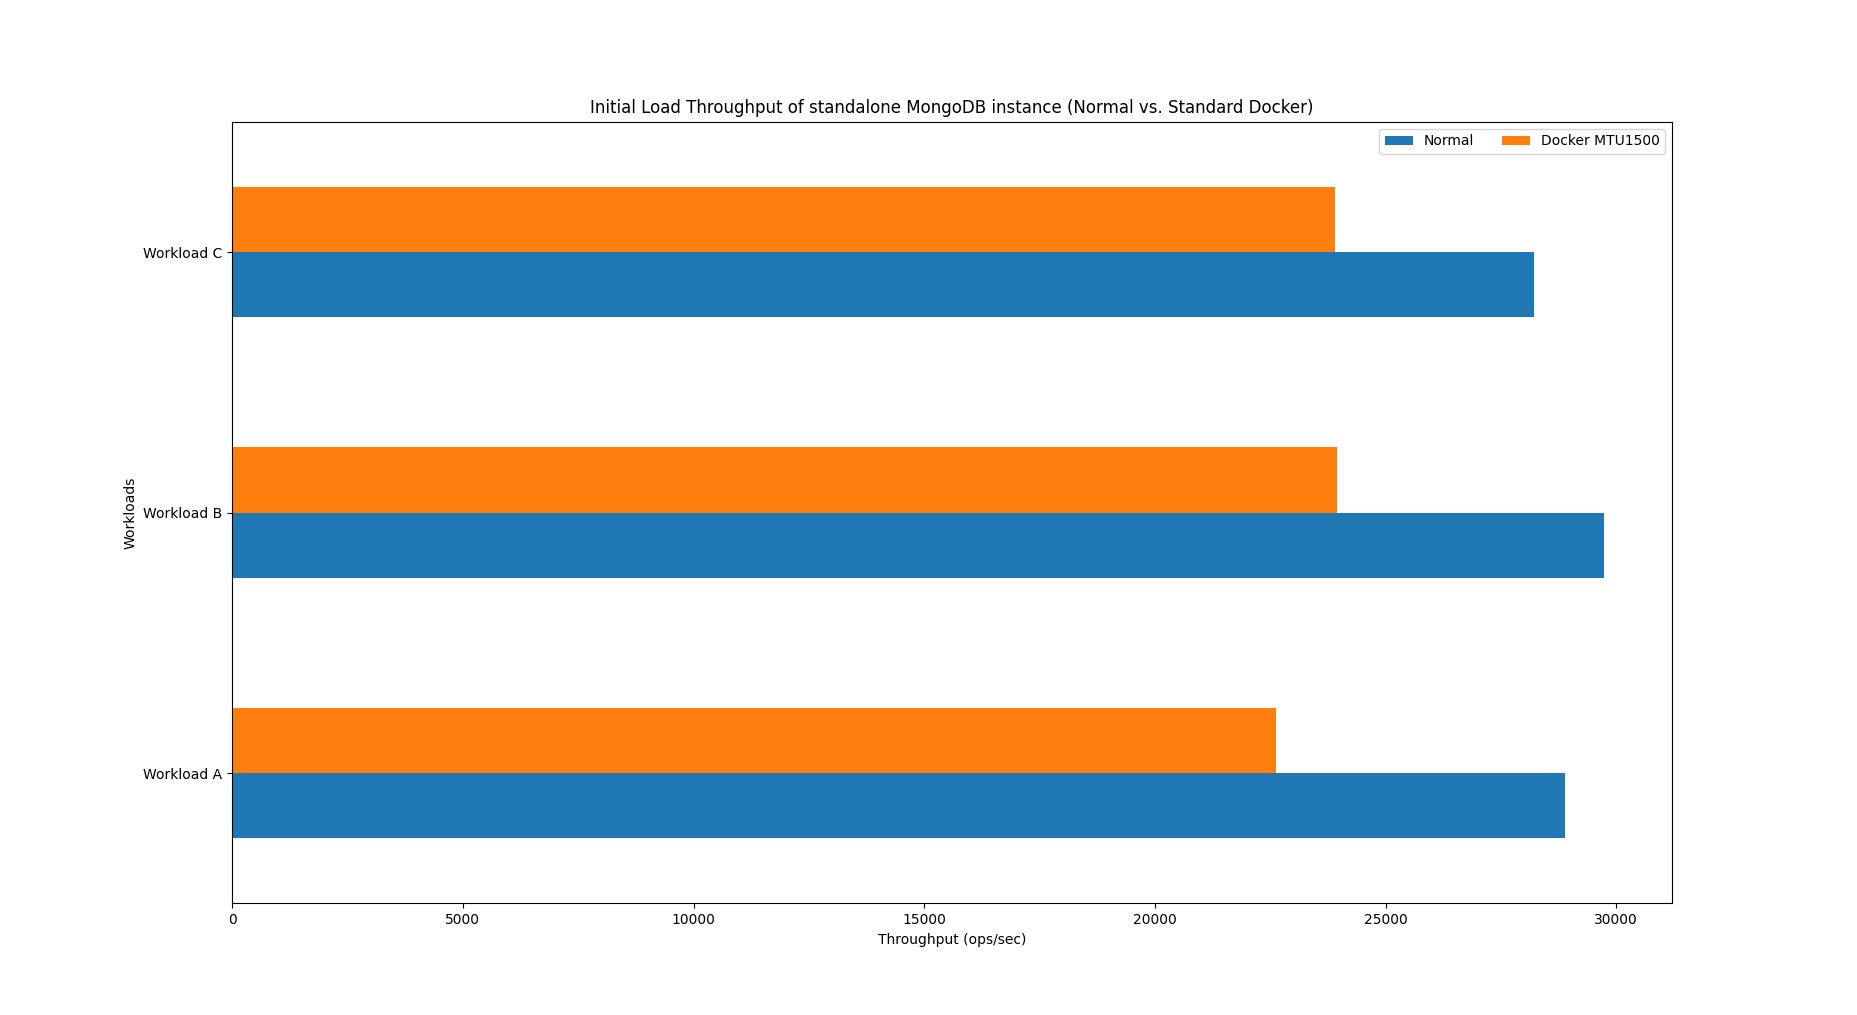 Initial Load Throughput of standalone MongoDB instance (Normal vs. Standard Docker)
Normal
Docker MTU1500
Workload C
Workload B
Workload A
Workloads
0
5000
10000
15000
20000
25000
30000
Throughput (ops/sec)